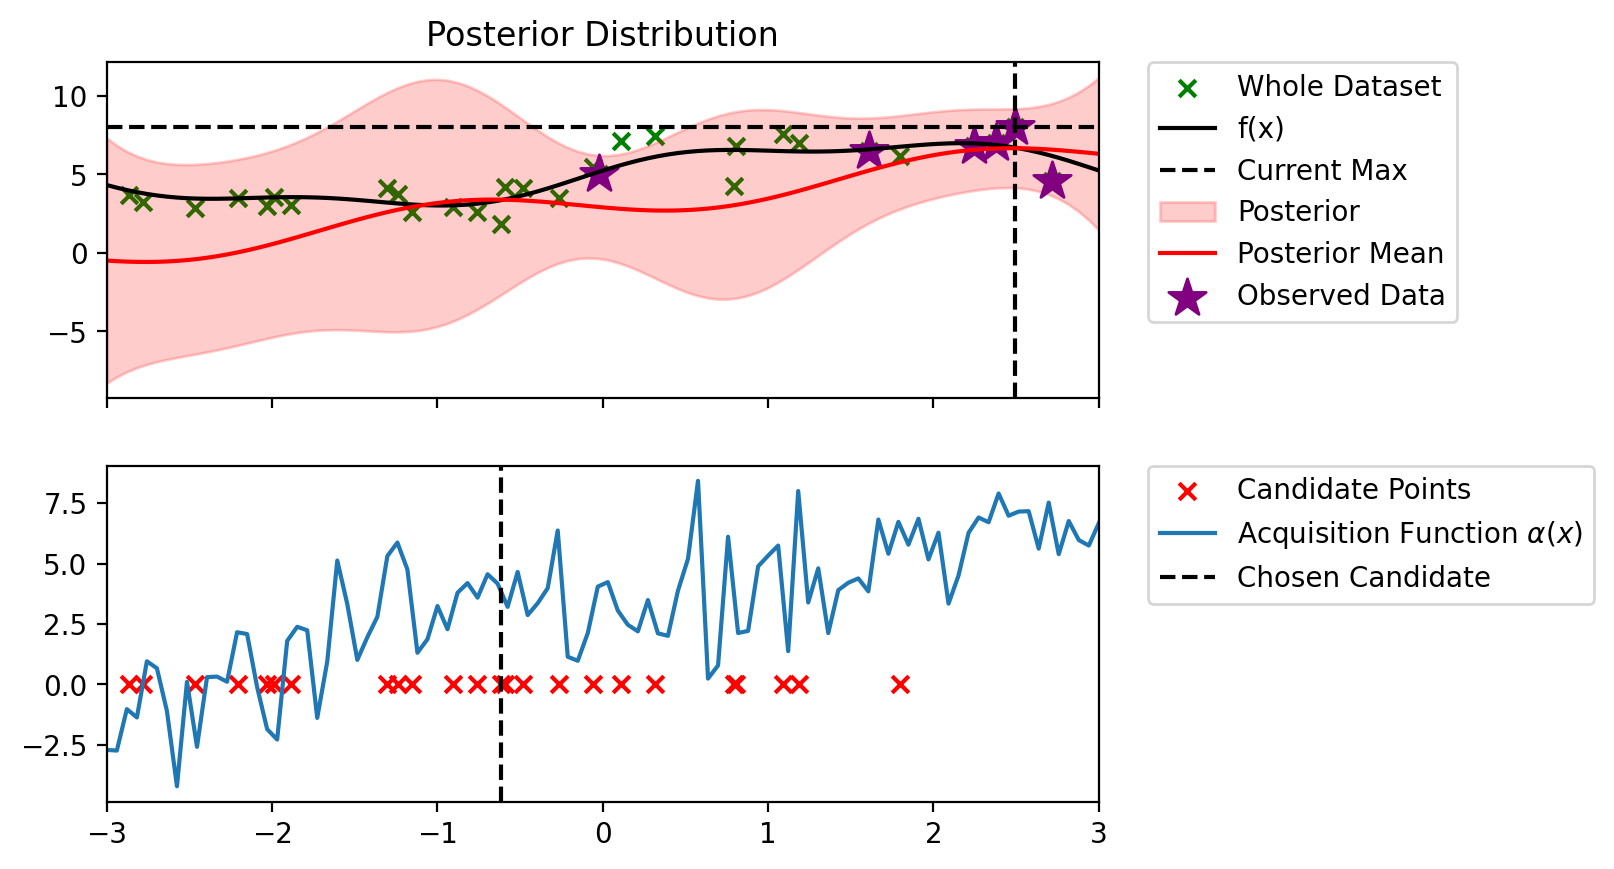 Posterior Distribution
10
5
0
−5
Whole Dataset
f(x)
Current Max
Posterior
Posterior Mean
Observed Data
7.5
5.0
2.5
0.0
−2.5
−3 −2 −1 0 1 2 3
Candidate Points
Acquisition Function α(x)
Chosen Candidate